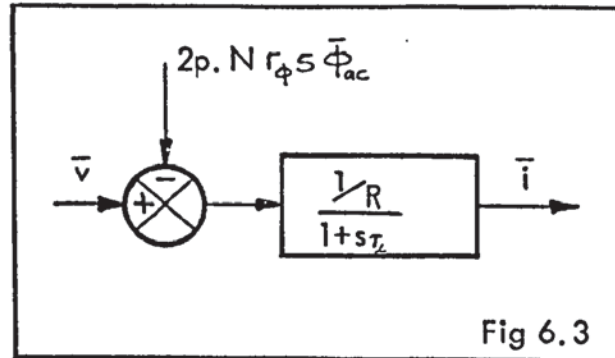 2p. N r_ϕ s Φ̄_ac
v̄
−
+
1/R
1+sτ_L
ī
Fig 6.3